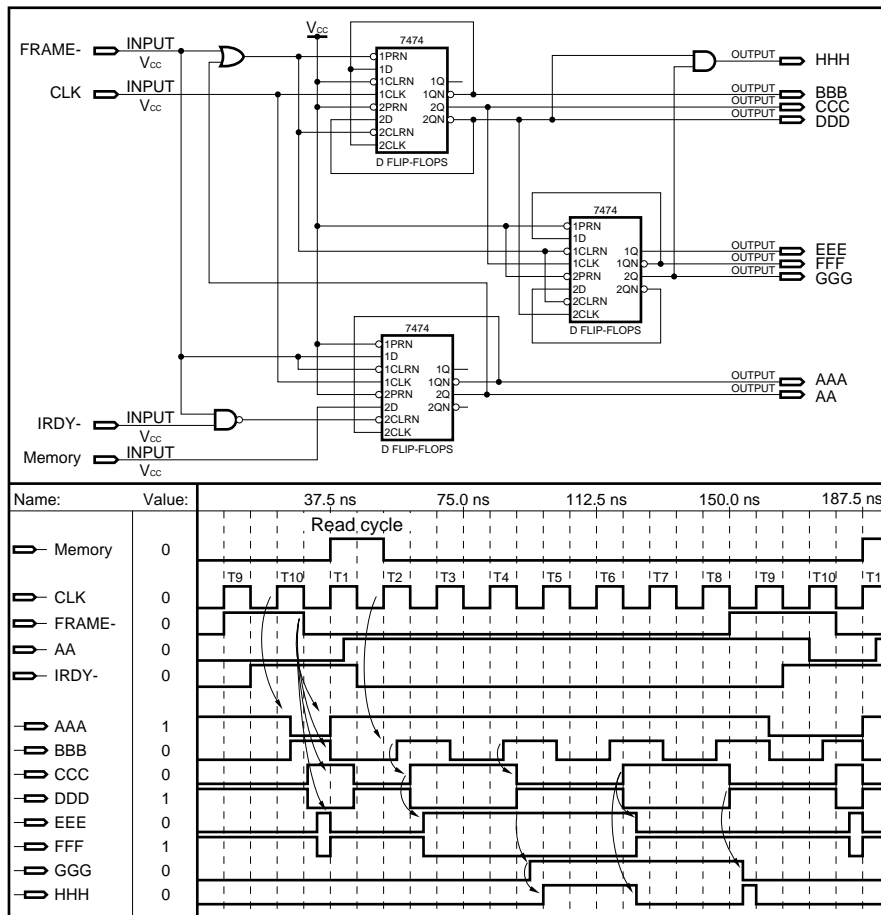 FRAME- INPUT VCC
CLK INPUT VCC
VCC
7474
1PRN
1D
1CLRN 1Q
1CLK 1QN
2PRN 2Q
2D 2QN
2CLRN
2CLK
D FLIP-FLOPS
OUTPUT HHH
OUTPUT BBB
OUTPUT CCC
OUTPUT DDD
7474
1PRN
1D
1CLRN 1Q
1CLK 1QN
2PRN 2Q
2D 2QN
2CLRN
2CLK
D FLIP-FLOPS
OUTPUT EEE
OUTPUT FFF
OUTPUT GGG
7474
1PRN
1D
1CLRN 1Q
1CLK 1QN
2PRN 2Q
2D 2QN
2CLRN
2CLK
D FLIP-FLOPS
OUTPUT AAA
OUTPUT AA
IRDY- INPUT VCC
Memory INPUT VCC
Name: Value: 37.5 ns 75.0 ns 112.5 ns 150.0 ns 187.5 ns
Read cycle
Memory 0
T9 T10 T1 T2 T3 T4 T5 T6 T7 T8 T9 T10 T1
CLK 0
FRAME- 0
AA 0
IRDY- 0
AAA 1
BBB 0
CCC 0
DDD 1
EEE 0
FFF 1
GGG 0
HHH 0